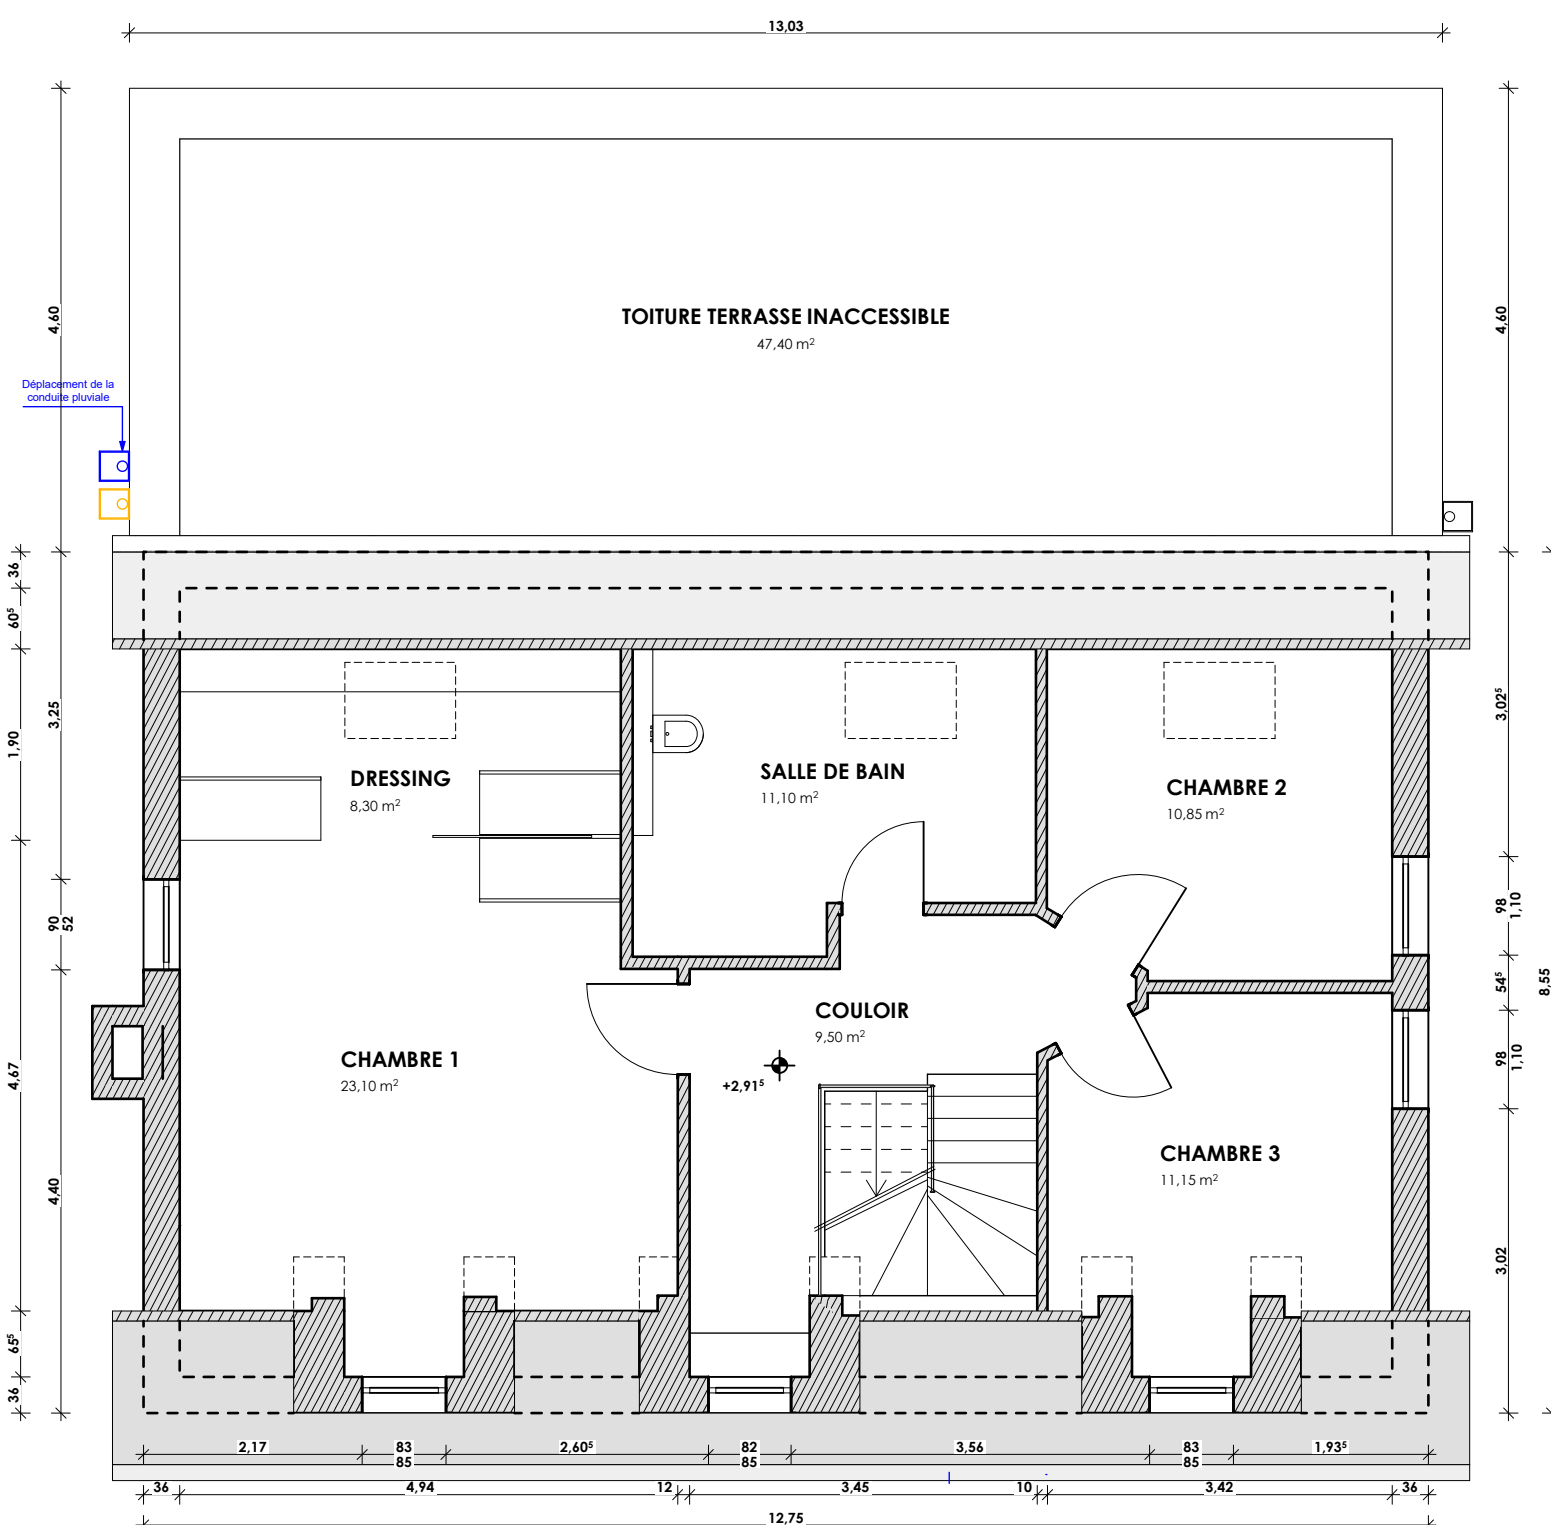 13,03
4,60
4,60
TOITURE TERRASSE INACCESSIBLE
47,40 m²
Déplacement de la
conduite pluviale
36
60⁵
3,25
1,90
3,02⁵
DRESSING
8,30 m²
SALLE DE BAIN
11,10 m²
CHAMBRE 2
10,85 m²
90
52
98
1,10
54⁵
8,55
COULOIR
9,50 m²
+2,91⁵
CHAMBRE 1
23,10 m²
4,67
98
1,10
CHAMBRE 3
11,15 m²
4,40
3,02
65⁵
36
2,17
83
85
2,60⁵
82
85
3,56
83
85
1,93⁵
36
4,94
12
3,45
10
3,42
36
12,75